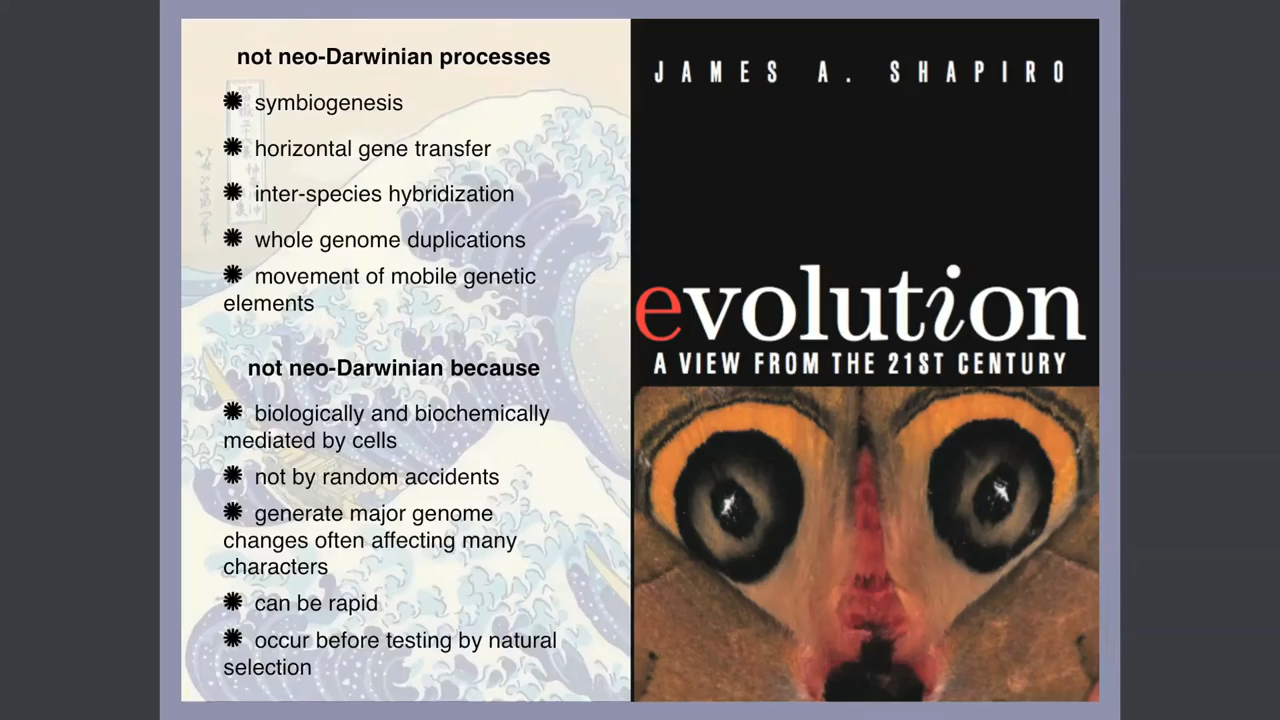 not neo-Darwinian processes
✺ symbiogenesis
✺ horizontal gene transfer
✺ inter-species hybridization
✺ whole genome duplications
✺ movement of mobile genetic
elements
not neo-Darwinian because
✺ biologically and biochemically
mediated by cells
✺ not by random accidents
✺ generate major genome
changes often affecting many
characters
✺ can be rapid
✺ occur before testing by natural
selection
JAMES A. SHAPIRO
evolution
A VIEW FROM THE 21ST CENTURY